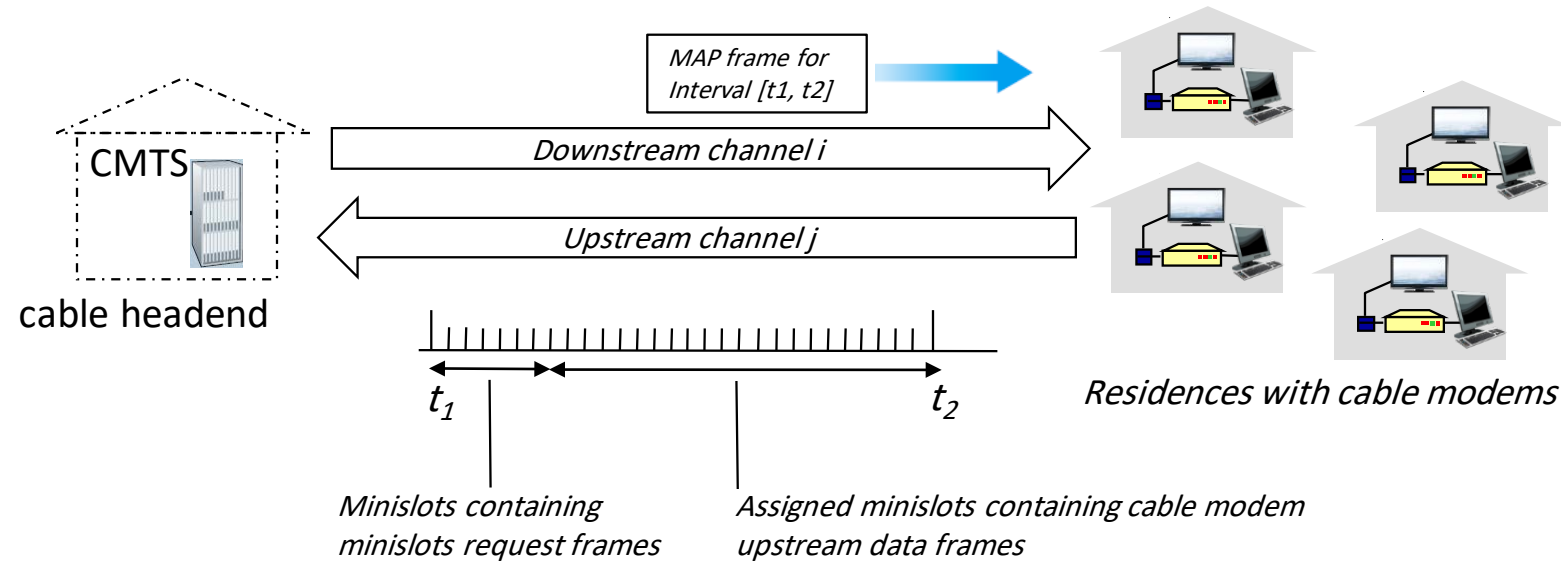 MAP frame for
Interval [t1, t2]
Downstream channel i
CMTS
Upstream channel j
cable headend
t1
t2
Residences with cable modems
Minislots containing
minislots request frames
Assigned minislots containing cable modem
upstream data frames